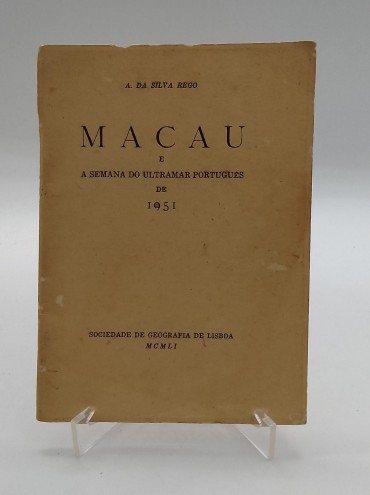 A. DA SILVA REGO
MACAU
E
A SEMANA DO ULTRAMAR PORTUGUÊS
DE
1951
SOCIEDADE DE GEOGRAFIA DE LISBOA
MCMLI